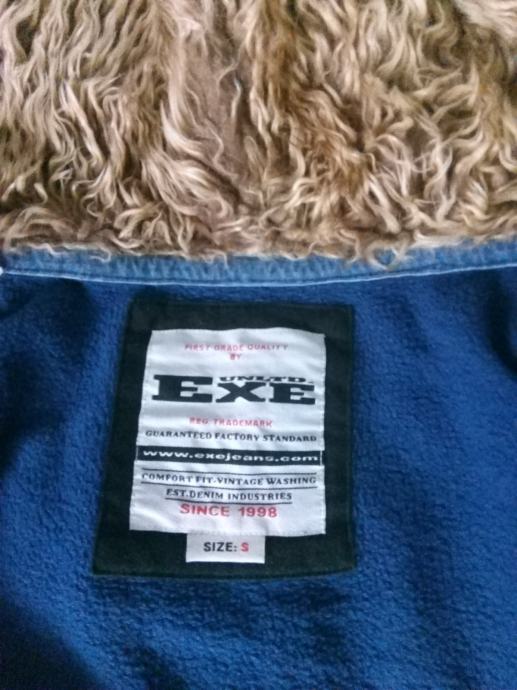 FIRST GRADE QUALITY
BY
UNLTD.
EXE
REG TRADEMARK
GUARANTEED FACTORY STANDARD
www.exejeans.com
COMFORT FIT-VINTAGE WASHING
EST.DENIM INDUSTRIES
SINCE 1998
SIZE: S